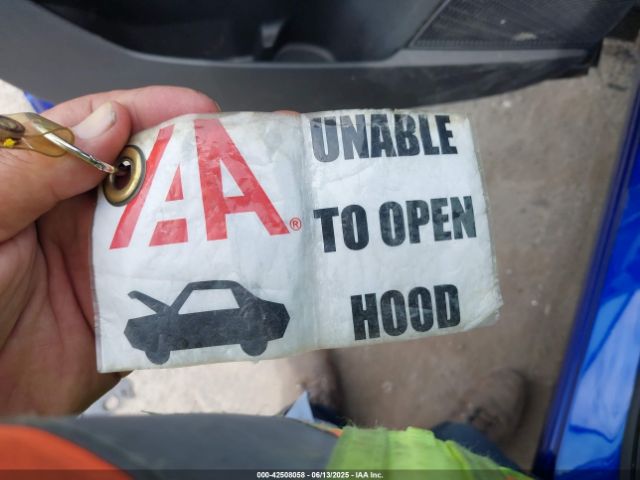 IAA®
UNABLE
TO OPEN
HOOD
000-42508058 - 06/13/2025 - IAA Inc.